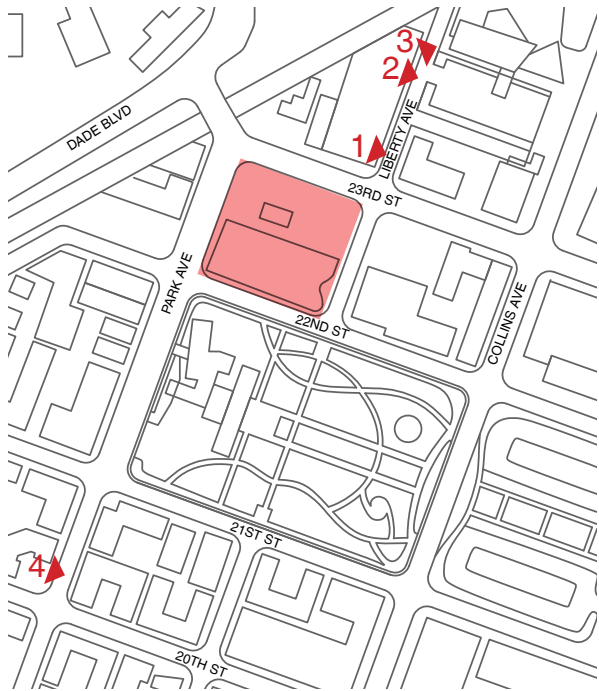 3
2
DADE BLVD
LIBERTY AVE
1
23RD ST
PARK AVE
22ND ST
COLLINS AVE
21ST ST
4
20TH ST